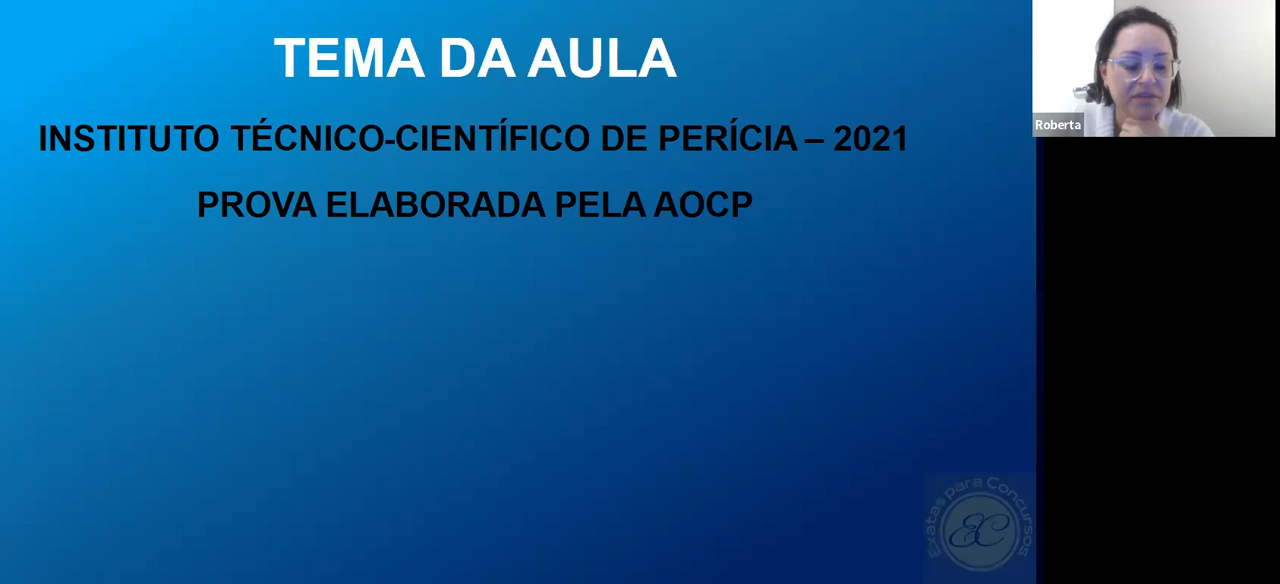 TEMA DA AULA
INSTITUTO TÉCNICO-CIENTÍFICO DE PERÍCIA – 2021
PROVA ELABORADA PELA AOCP
Roberta
Exatas para Concursos
EC